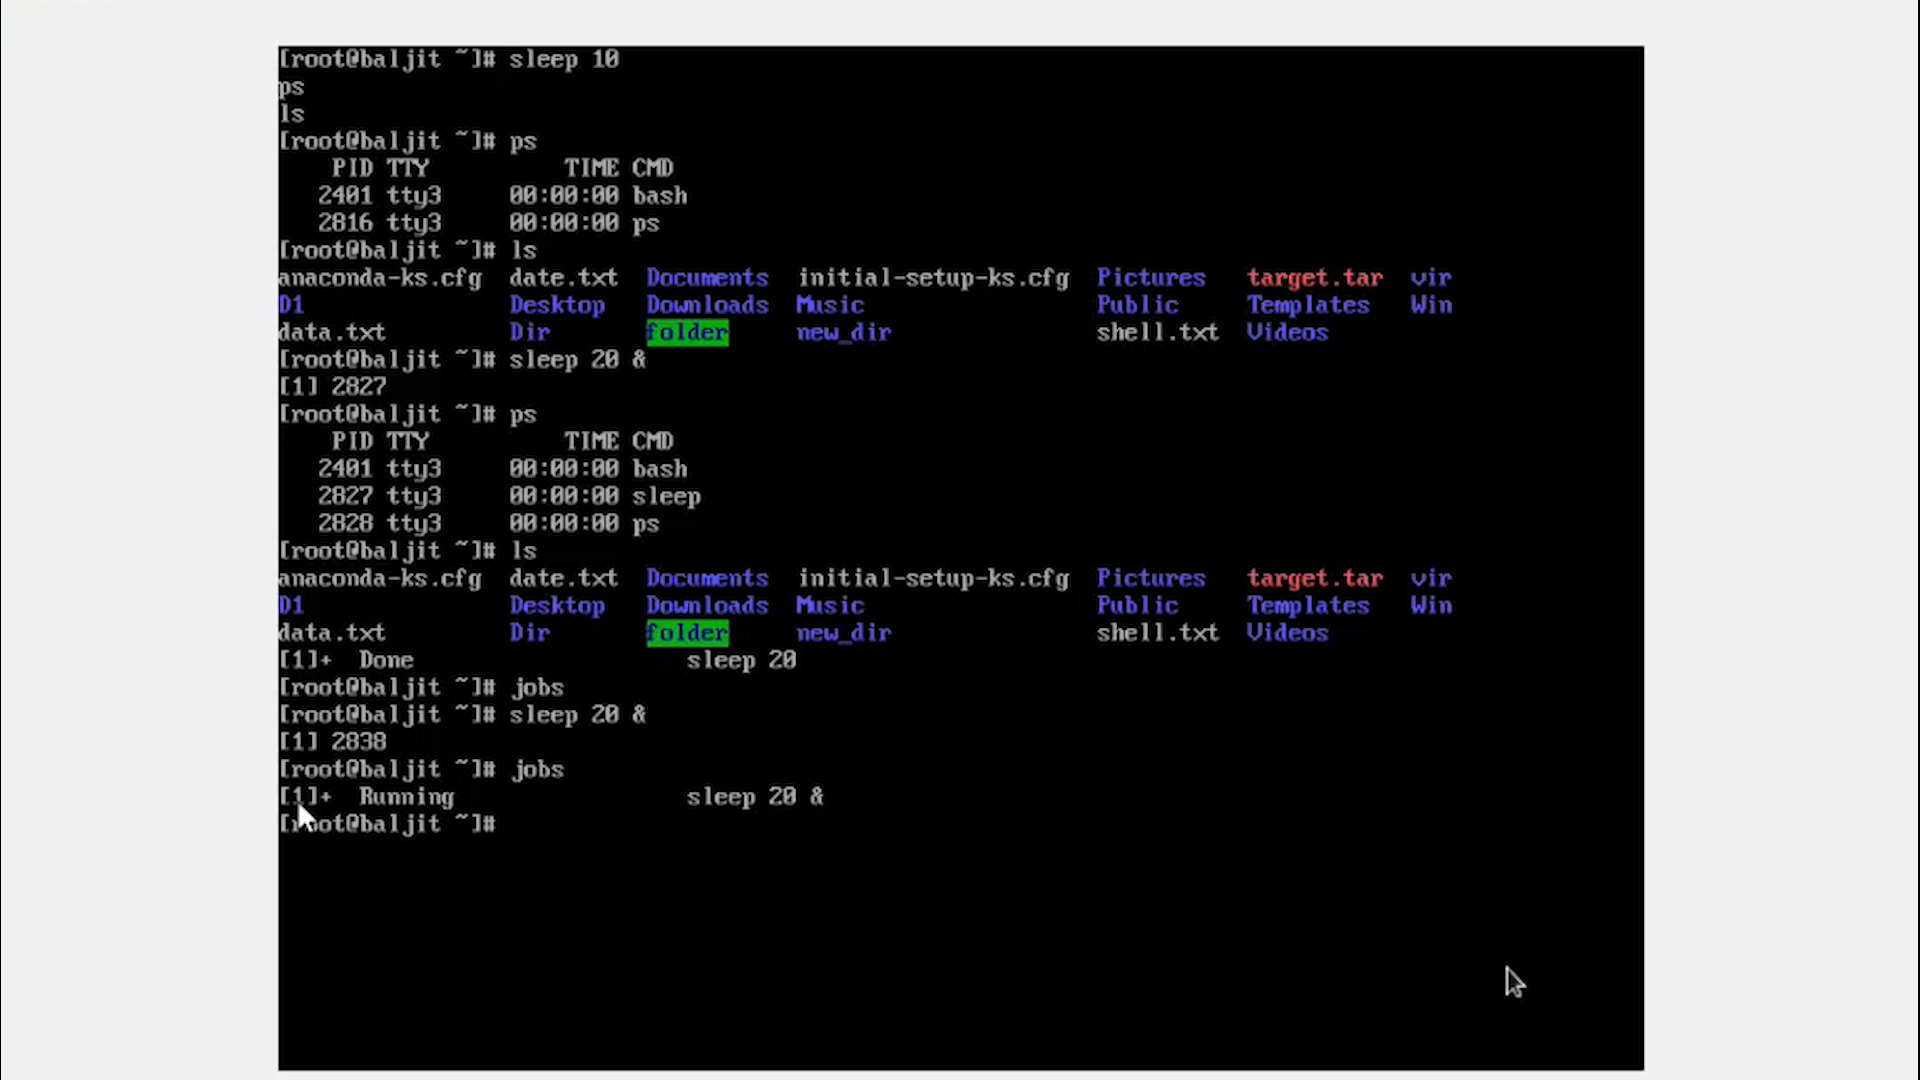 [root@baljit ~]# sleep 10
ps
ls
[root@baljit ~]# ps
    PID TTY          TIME CMD
   2401 tty3     00:00:00 bash
   2816 tty3     00:00:00 ps
[root@baljit ~]# ls
anaconda-ks.cfg  date.txt  Documents  initial-setup-ks.cfg  Pictures   target.tar  vir
D1               Desktop   Downloads  Music                 Public     Templates   Win
data.txt         Dir       folder     new_dir               shell.txt  Videos
[root@baljit ~]# sleep 20 &
[1] 2827
[root@baljit ~]# ps
    PID TTY          TIME CMD
   2401 tty3     00:00:00 bash
   2827 tty3     00:00:00 sleep
   2828 tty3     00:00:00 ps
[root@baljit ~]# ls
anaconda-ks.cfg  date.txt  Documents  initial-setup-ks.cfg  Pictures   target.tar  vir
D1               Desktop   Downloads  Music                 Public     Templates   Win
data.txt         Dir       folder     new_dir               shell.txt  Videos
[1]+  Done                    sleep 20
[root@baljit ~]# jobs
[root@baljit ~]# sleep 20 &
[1] 2838
[root@baljit ~]# jobs
[1]+  Running                 sleep 20 &
[root@baljit ~]#